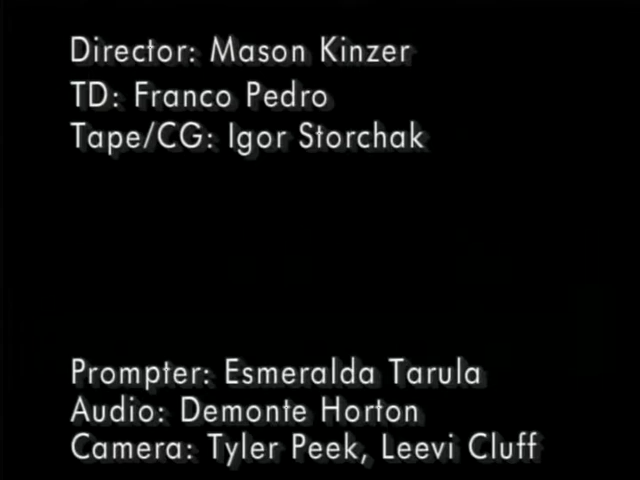 Director: Mason Kinzer
TD: Franco Pedro
Tape/CG: Igor Storchak
Prompter: Esmeralda Tarula
Audio: Demonte Horton
Camera: Tyler Peek, Leevi Cluff